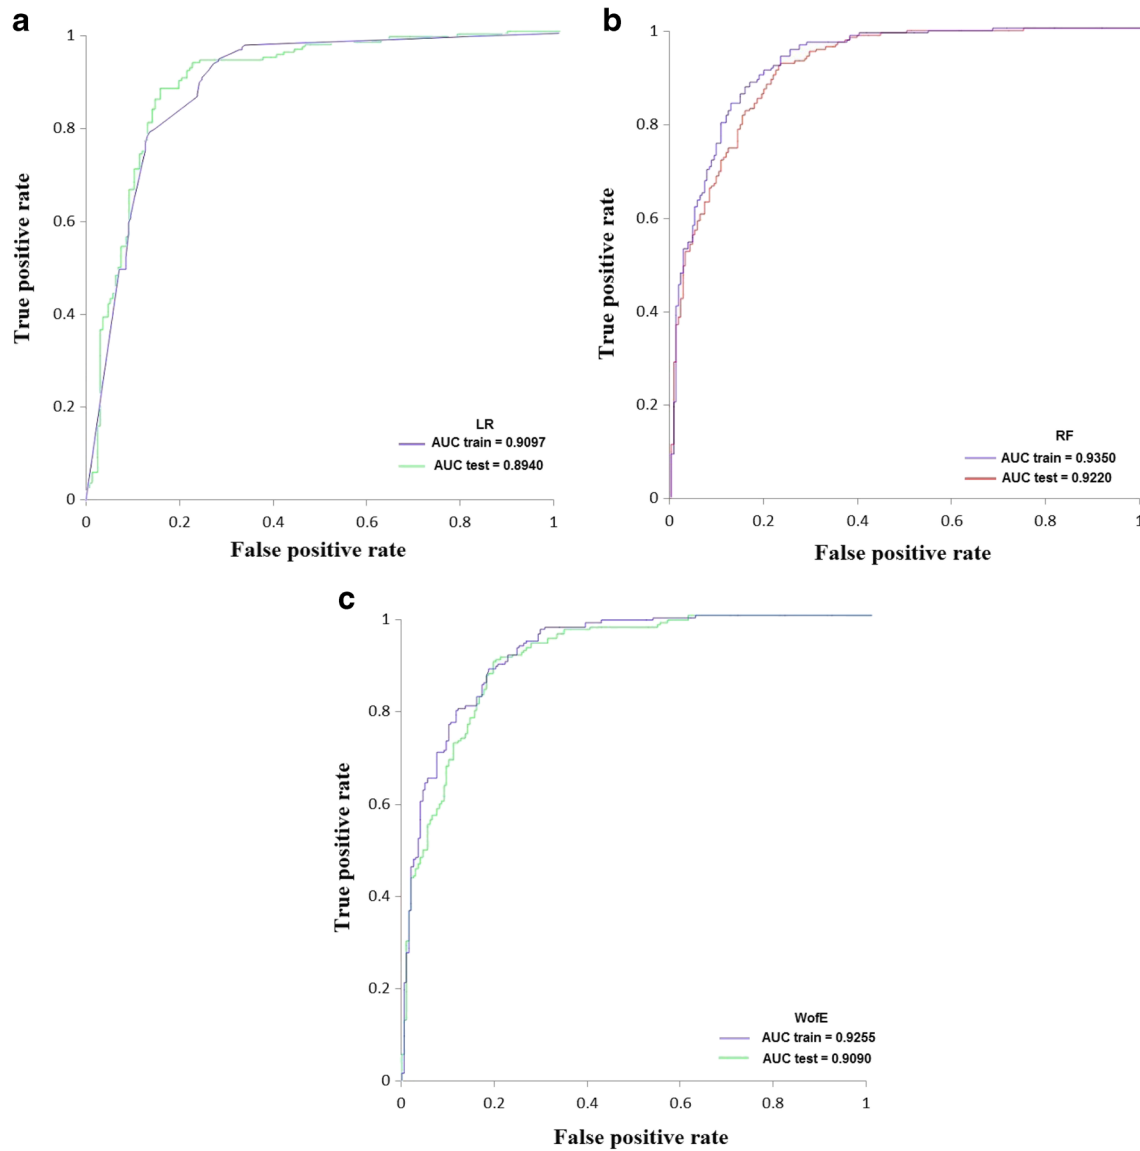 a
True positive rate
1
0.8
0.6
0.4
0.2
0
0 0.2 0.4 0.6 0.8 1
False positive rate
LR
AUC train = 0.9097
AUC test = 0.8940
b
True positive rate
1
0.8
0.6
0.4
0.2
0
0 0.2 0.4 0.6 0.8 1
False positive rate
RF
AUC train = 0.9350
AUC test = 0.9220
c
True positive rate
1
0.8
0.6
0.4
0.2
0
0 0.2 0.4 0.6 0.8 1
False positive rate
WofE
AUC train = 0.9255
AUC test = 0.9090